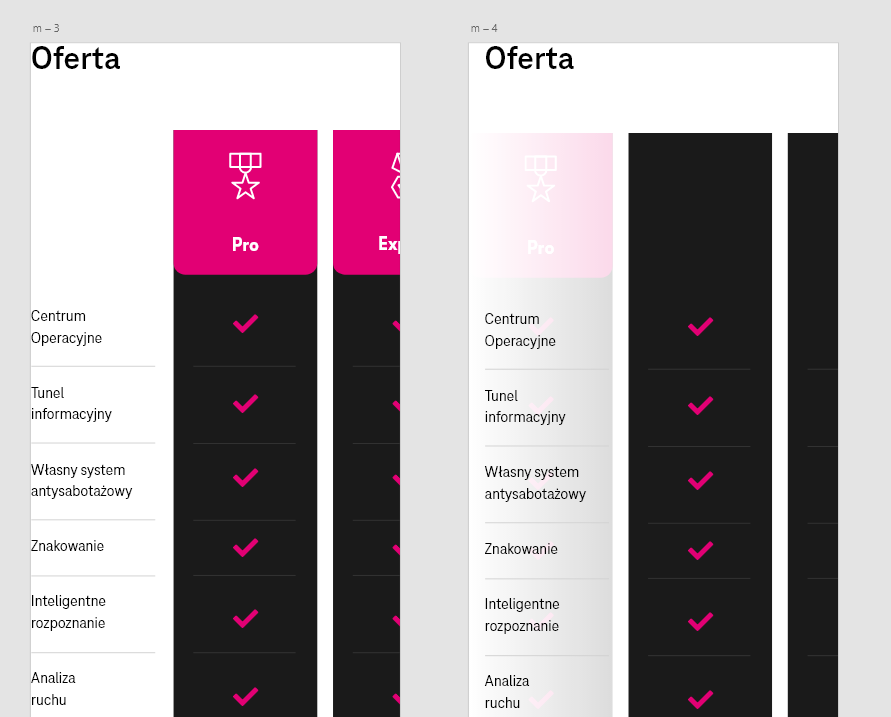 m – 3
Oferta
Pro
Centrum
Operacyjne
Tunel
informacyjny
Własny system
antysabotażowy
Znakowanie
Inteligentne
rozpoznanie
Analiza
ruchu
m – 4
Oferta
Pro
Centrum
Operacyjne
Tunel
informacyjny
Własny system
antysabotażowy
Znakowanie
Inteligentne
rozpoznanie
Analiza
ruchu